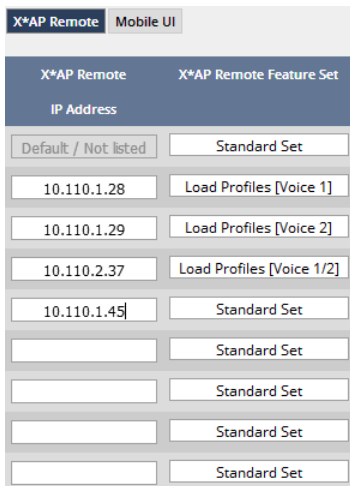 X*AP Remote Mobile UI
X*AP Remote X*AP Remote Feature Set
IP Address
Default / Not listed Standard Set
10.110.1.28 Load Profiles [Voice 1]
10.110.1.29 Load Profiles [Voice 2]
10.110.2.37 Load Profiles [Voice 1/2]
10.110.1.45 Standard Set
Standard Set
Standard Set
Standard Set
Standard Set